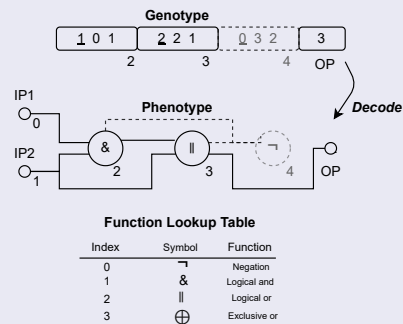 Genotype
1 0 1 2 2 1 0 3 2 3
2 3 4 OP
Decode
IP1
0
Phenotype
& || ¬
IP2
1 2 3 4 OP
Function Lookup Table
Index Symbol Function
0 ¬ Negation
1 & Logical and
2 || Logical or
3 ⊕ Exclusive or